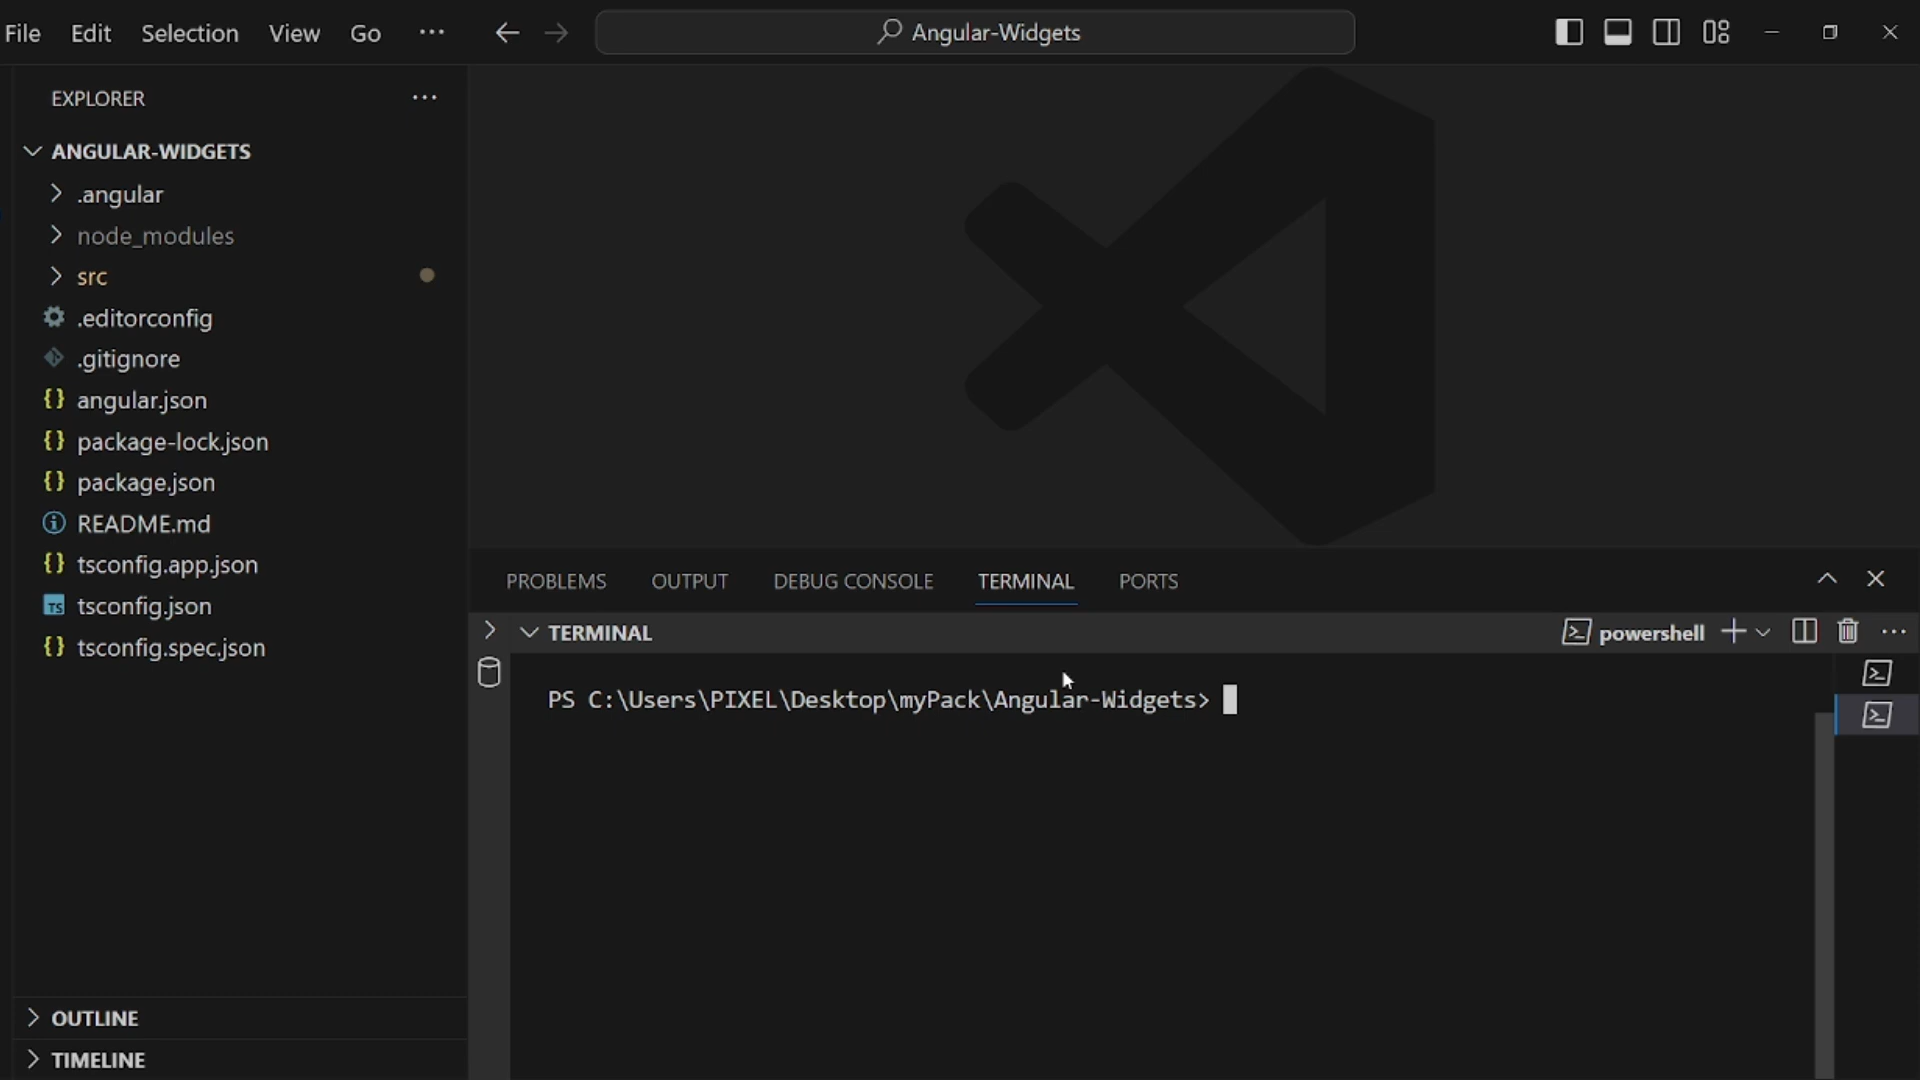 File Edit Selection View Go ··· Angular-Widgets
EXPLORER ···
ANGULAR-WIDGETS
.angular
node_modules
src
.editorconfig
.gitignore
{} angular.json
{} package-lock.json
{} package.json
README.md
{} tsconfig.app.json
TS tsconfig.json
{} tsconfig.spec.json
OUTLINE
TIMELINE
PROBLEMS OUTPUT DEBUG CONSOLE TERMINAL PORTS
TERMINAL powershell ···
PS C:\Users\PIXEL\Desktop\myPack\Angular-Widgets>